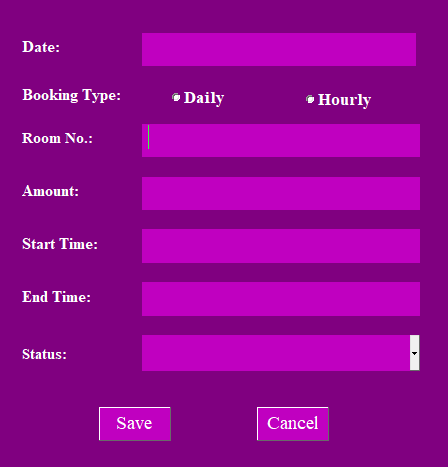 Date:
Booking Type: Daily Hourly
Room No.:
Amount:
Start Time:
End Time:
Status:
Save Cancel